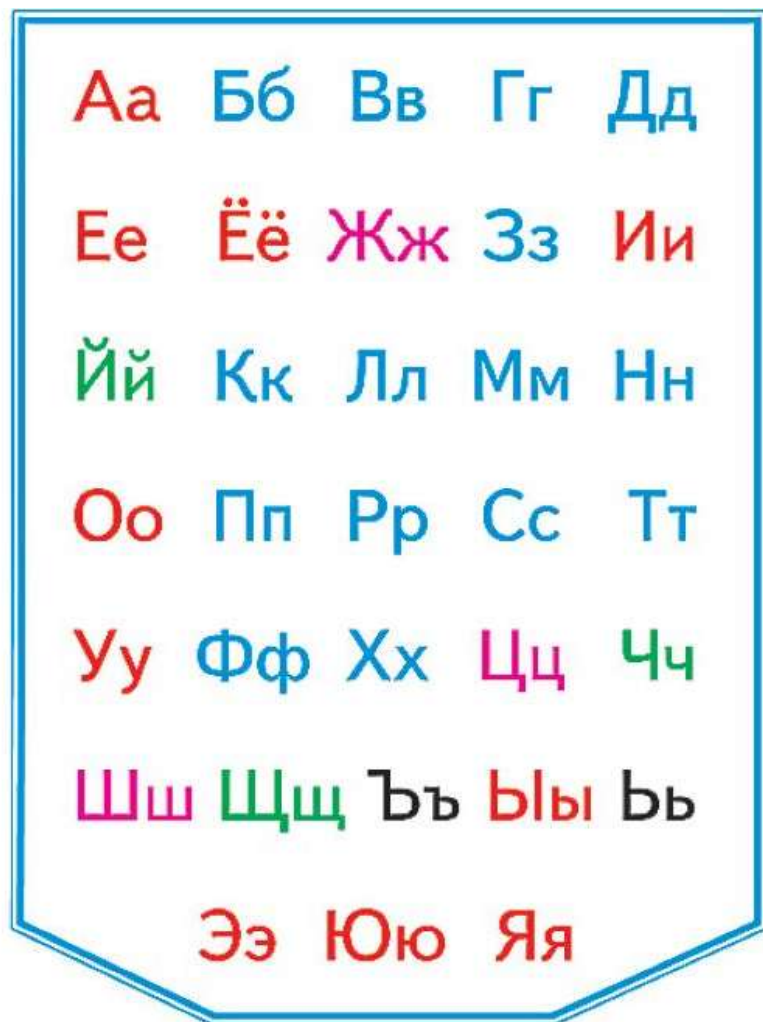 Аа Бб Вв Гг Дд
Ее Ёё Жж Зз Ии
Йй Кк Лл Мм Нн
Оо Пп Рр Сс Тт
Уу Фф Хх Цц Чч
Шш Щщ Ъъ Ыы Ьь
Ээ Юю Яя